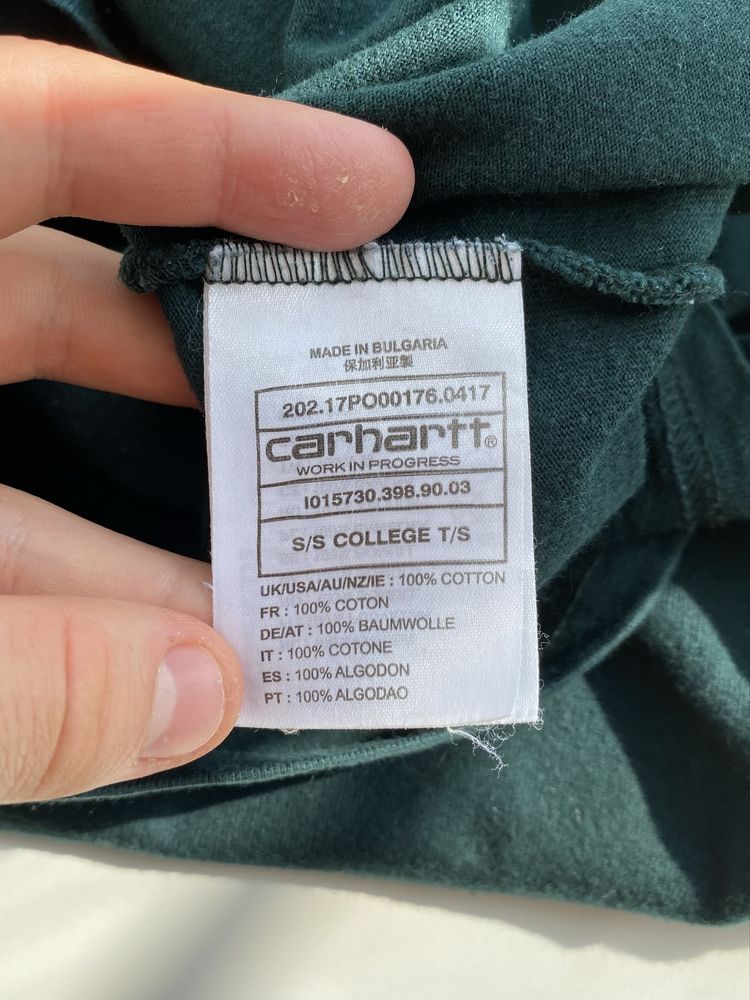 MADE IN BULGARIA
保加利亚製
202.17PO00176.0417
carhartt®
WORK IN PROGRESS
I015730.398.90.03
S/S COLLEGE T/S
UK/USA/AU/NZ/IE : 100% COTTON
FR : 100% COTON
DE/AT : 100% BAUMWOLLE
IT : 100% COTONE
ES : 100% ALGODON
PT : 100% ALGODAO